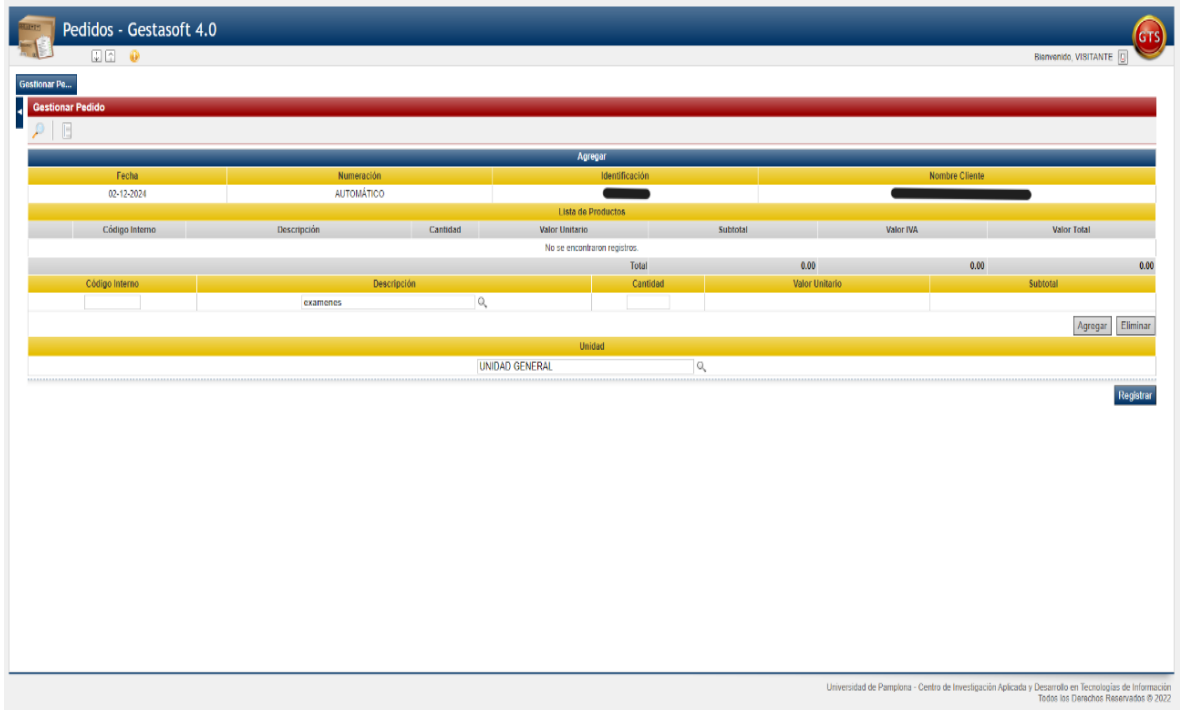 Pedidos - Gestasoft 4.0
GTS
Bienvenido, VISITANTE
Gestionar Pe...
Gestionar Pedido
Agregar
Fecha Numeración Identificación Nombre Cliente
02-12-2024 AUTOMÁTICO
Lista de Productos
Código Interno Descripción Cantidad Valor Unitario Subtotal Valor IVA Valor Total
No se encontraron registros.
Total 0.00 0.00 0.00
Código Interno Descripción Cantidad Valor Unitario Subtotal
examenes
Agregar Eliminar
Unidad
UNIDAD GENERAL
Registrar
Universidad de Pamplona - Centro de Investigación Aplicada y Desarrollo en Tecnologías de Información
Todos los Derechos Reservados © 2022